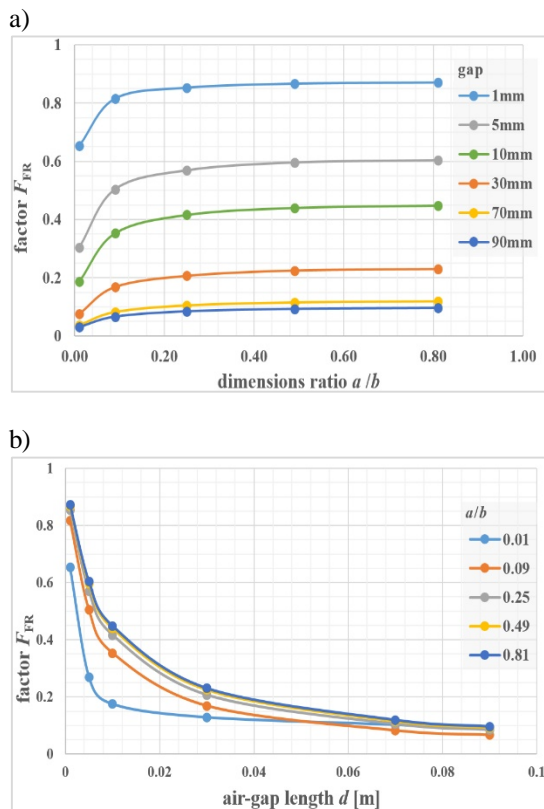 a)
1
0.8
0.6
0.4
0.2
0
factor F_FR
0.00 0.20 0.40 0.60 0.80 1.00
dimensions ratio a /b
gap
1mm
5mm
10mm
30mm
70mm
90mm
b)
1
0.8
0.6
0.4
0.2
0
factor F_FR
0 0.02 0.04 0.06 0.08 0.1
air-gap length d [m]
a/b
0.01
0.09
0.25
0.49
0.81